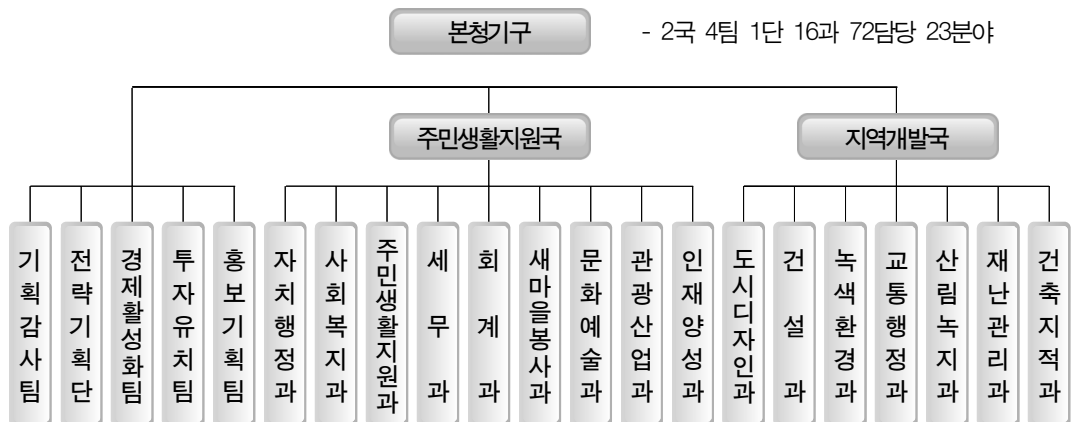 본청기구 - 2국 4팀 1단 16과 72담당 23분야
주민생활지원국 지역개발국
기획감사팀
전략기획단
경제활성화팀
투자유치팀
홍보기획팀
자치행정과
사회복지과
주민생활지원과
세무과
회계과
새마을봉사과
문화예술과
관광산업과
인재양성과
도시디자인과
건설과
녹색환경과
교통행정과
산림녹지과
재난관리과
건축지적과